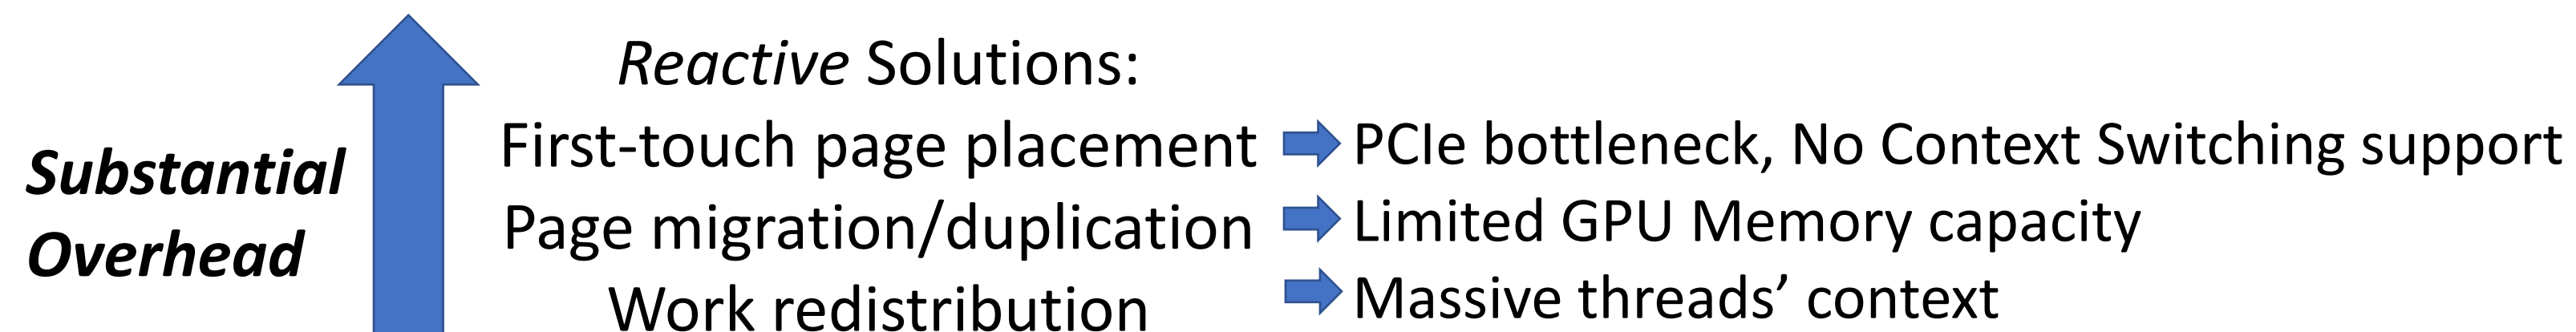 Reactive Solutions:
First-touch page placement PCIe bottleneck, No Context Switching support
Substantial
Overhead
Page migration/duplication Limited GPU Memory capacity
Work redistribution Massive threads’ context